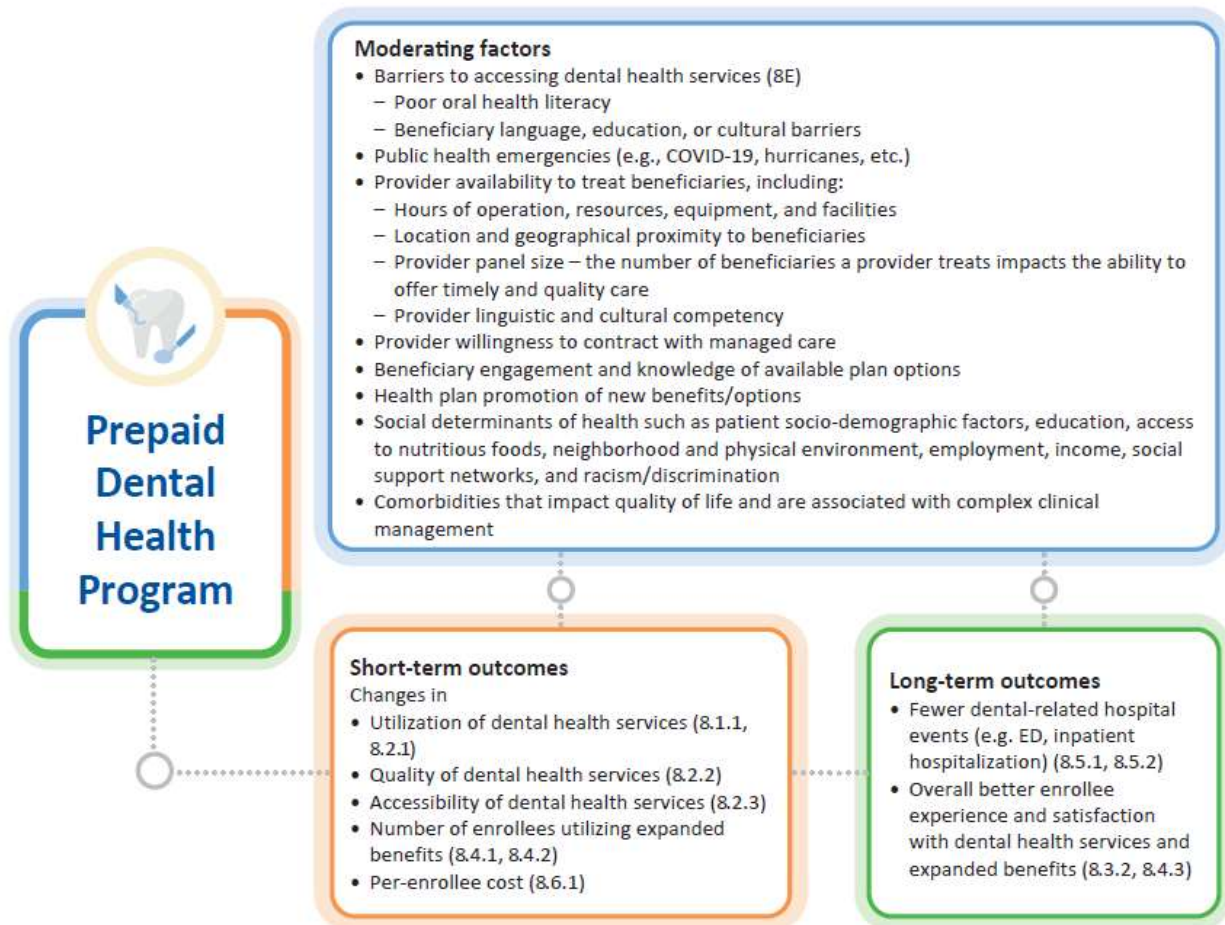 Prepaid
Dental
Health
Program
Moderating factors
• Barriers to accessing dental health services (8E)
– Poor oral health literacy
– Beneficiary language, education, or cultural barriers
• Public health emergencies (e.g., COVID-19, hurricanes, etc.)
• Provider availability to treat beneficiaries, including:
– Hours of operation, resources, equipment, and facilities
– Location and geographical proximity to beneficiaries
– Provider panel size – the number of beneficiaries a provider treats impacts the ability to
offer timely and quality care
– Provider linguistic and cultural competency
• Provider willingness to contract with managed care
• Beneficiary engagement and knowledge of available plan options
• Health plan promotion of new benefits/options
• Social determinants of health such as patient socio-demographic factors, education, access
to nutritious foods, neighborhood and physical environment, employment, income, social
support networks, and racism/discrimination
• Comorbidities that impact quality of life and are associated with complex clinical
management
Short-term outcomes
Changes in
• Utilization of dental health services (8.1.1,
8.2.1)
• Quality of dental health services (8.2.2)
• Accessibility of dental health services (8.2.3)
• Number of enrollees utilizing expanded
benefits (8.4.1, 8.4.2)
• Per-enrollee cost (8.6.1)
Long-term outcomes
• Fewer dental-related hospital
events (e.g. ED, inpatient
hospitalization) (8.5.1, 8.5.2)
• Overall better enrollee
experience and satisfaction
with dental health services and
expanded benefits (8.3.2, 8.4.3)